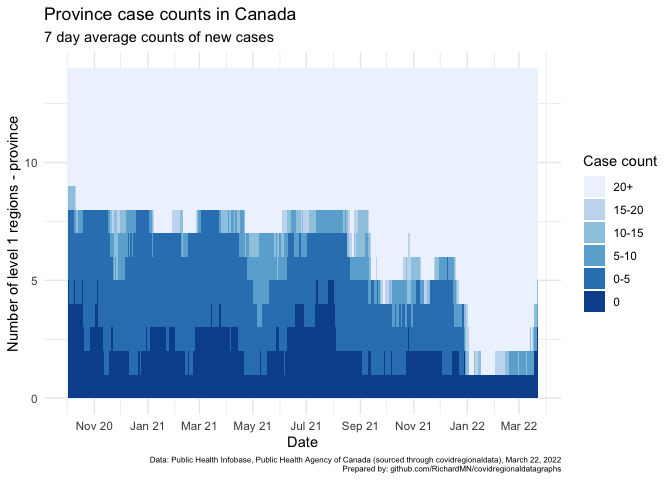 Province case counts in Canada
7 day average counts of new cases
Number of level 1 regions - province
10
5
0
Nov 20 Jan 21 Mar 21 May 21 Jul 21 Sep 21 Nov 21 Jan 22 Mar 22
Date
Case count
20+
15-20
10-15
5-10
0-5
0
Data: Public Health Infobase, Public Health Agency of Canada (sourced through covidregionaldata), March 22, 2022
Prepared by: github.com/RichardMN/covidregionaldatagraphs